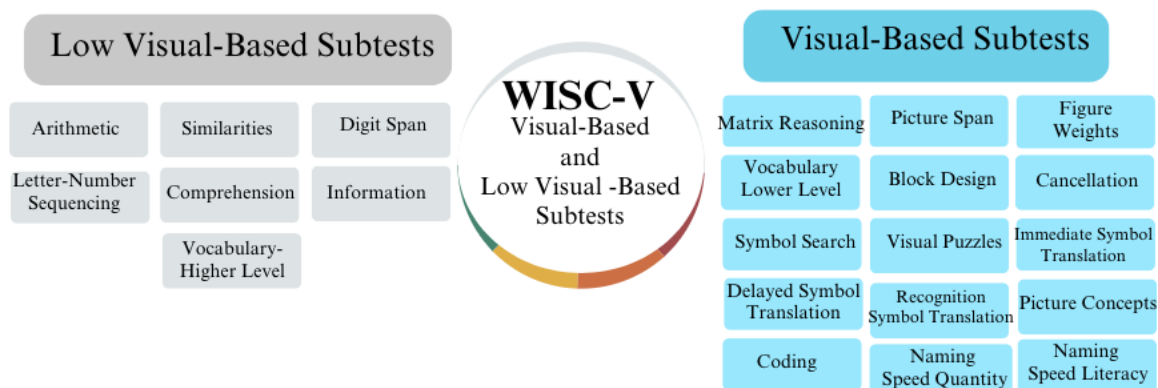 Low Visual-Based Subtests
Arithmetic
Similarities
Digit Span
Letter-Number
Sequencing
Comprehension
Information
Vocabulary-
Higher Level
WISC-V
Visual-Based
and
Low Visual -Based
Subtests
Visual-Based Subtests
Matrix Reasoning
Picture Span
Figure
Weights
Vocabulary
Lower Level
Block Design
Cancellation
Symbol Search
Visual Puzzles
Immediate Symbol
Translation
Delayed Symbol
Translation
Recognition
Symbol Translation
Picture Concepts
Coding
Naming
Speed Quantity
Naming
Speed Literacy